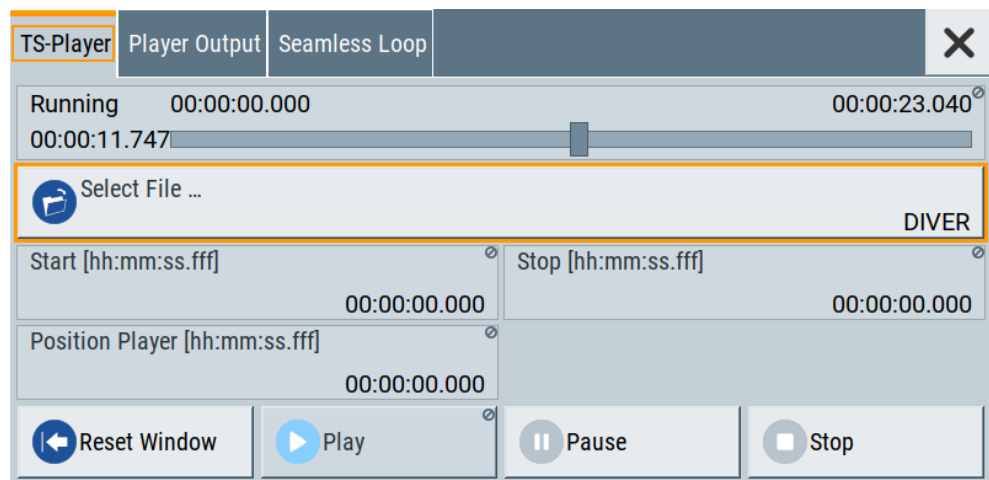 TS-Player Player Output Seamless Loop
Running 00:00:00.000 00:00:23.040
00:00:11.747
Select File ...
DIVER
Start [hh:mm:ss.fff] Stop [hh:mm:ss.fff]
00:00:00.000 00:00:00.000
Position Player [hh:mm:ss.fff]
00:00:00.000
Reset Window Play Pause Stop